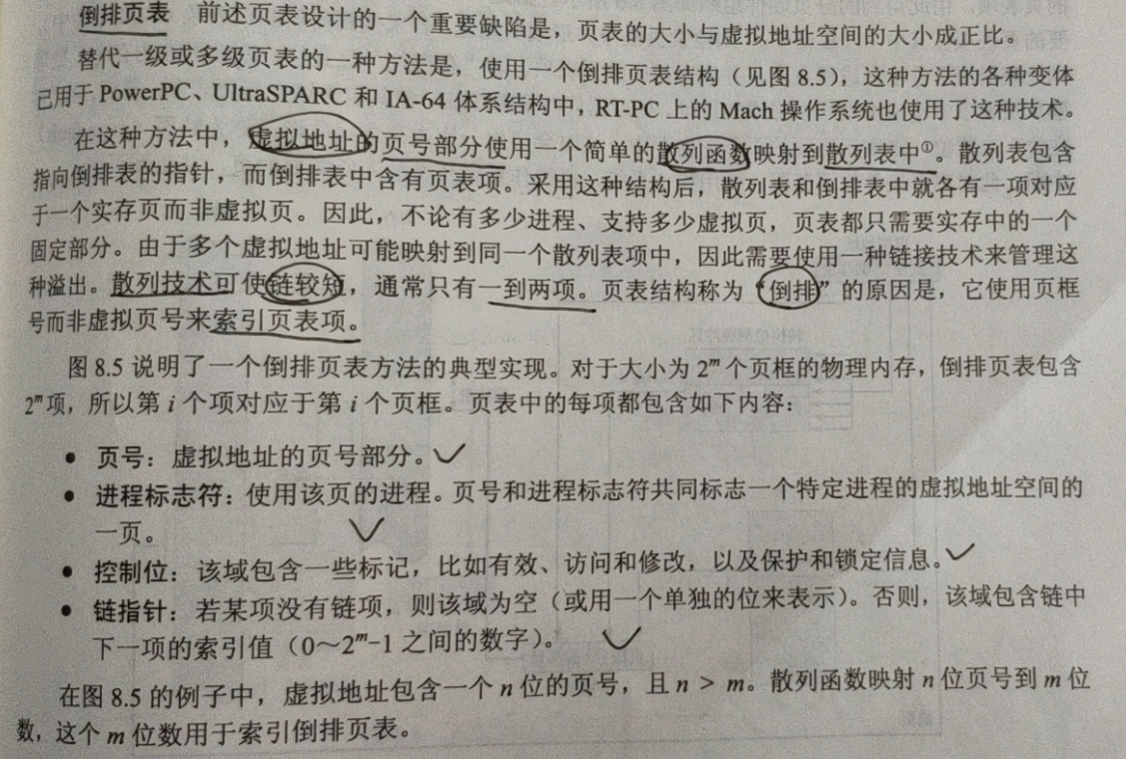 倒排页表 前述页表设计的一个重要缺陷是，页表的大小与虚拟地址空间的大小成正比。
替代一级或多级页表的一种方法是，使用一个倒排页表结构（见图 8.5），这种方法的各种变体
已用于 PowerPC、UltraSPARC 和 IA-64 体系结构中，RT-PC 上的 Mach 操作系统也使用了这种技术。
在这种方法中，虚拟地址的页号部分使用一个简单的散列函数映射到散列表中①。散列表包含
指向倒排表的指针，而倒排表中含有页表项。采用这种结构后，散列表和倒排表中就各有一项对应
于一个实存页而非虚拟页。因此，不论有多少进程、支持多少虚拟页，页表都只需要实存中的一个
固定部分。由于多个虚拟地址可能映射到同一个散列表项中，因此需要使用一种链接技术来管理这
种溢出。散列技术可使链较短，通常只有一到两项。页表结构称为“倒排”的原因是，它使用页框
号而非虚拟页号来索引页表项。
图 8.5 说明了一个倒排页表方法的典型实现。对于大小为 2ᵐ 个页框的物理内存，倒排页表包含
2ᵐ 项，所以第 i 个项对应于第 i 个页框。页表中的每项都包含如下内容：
• 页号：虚拟地址的页号部分。
• 进程标志符：使用该页的进程。页号和进程标志符共同标志一个特定进程的虚拟地址空间的
一页。
• 控制位：该域包含一些标记，比如有效、访问和修改，以及保护和锁定信息。
• 链指针：若某项没有链项，则该域为空（或用一个单独的位来表示）。否则，该域包含链中
下一项的索引值（0～2ᵐ-1 之间的数字）。
在图 8.5 的例子中，虚拟地址包含一个 n 位的页号，且 n > m。散列函数映射 n 位页号到 m 位
数，这个 m 位数用于索引倒排页表。